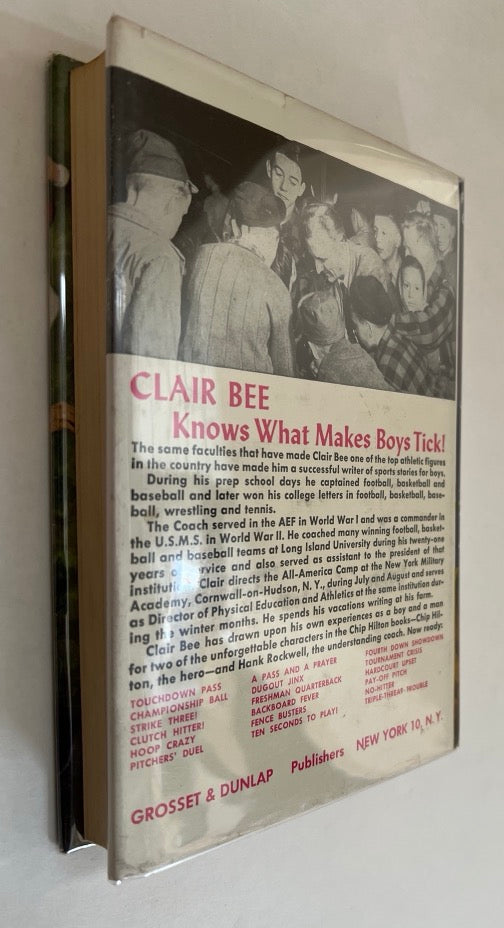 CLAIR BEE
Knows What Makes Boys Tick!
The same faculties that have made Clair Bee one of the top athletic figures
in the country have made him a successful writer of sports stories for boys.
During his prep school days he captained football, basketball and
baseball and later won his college letters in football, basketball, base-
ball, wrestling and tennis.
The Coach served in the AEF in World War I and was a commander in
the U.S.M.S. in World War II. He coached many winning football, basket-
ball and baseball teams at Long Island University during his twenty-one
years of service and also served as assistant to the president of that
institution. Clair directs the All-America Camp at the New York Military
Academy, Cornwall-on-Hudson, N. Y., during July and August and serves
as Director of Physical Education and Athletics at the same institution dur-
ing the winter months. He spends his vacations writing at his farm.
Clair Bee has drawn upon his own experiences as a boy and a man
for two of the unforgettable characters in the Chip Hilton books—Chip Hil-
ton, the hero—and Hank Rockwell, the understanding coach. Now ready:
TOUCHDOWN PASS
CHAMPIONSHIP BALL
STRIKE THREE!
CLUTCH HITTER!
HOOP CRAZY
PITCHERS' DUEL
A PASS AND A PRAYER
DUGOUT JINX
FRESHMAN QUARTERBACK
BACKBOARD FEVER
FENCE BUSTERS
TEN SECONDS TO PLAY!
FOURTH DOWN SHOWDOWN
TOURNAMENT CRISIS
HARDCOURT UPSET
PAY-OFF PITCH
NO-HITTER
TRIPLE-THREAT TROUBLE
GROSSET & DUNLAP Publishers NEW YORK 10, N. Y.